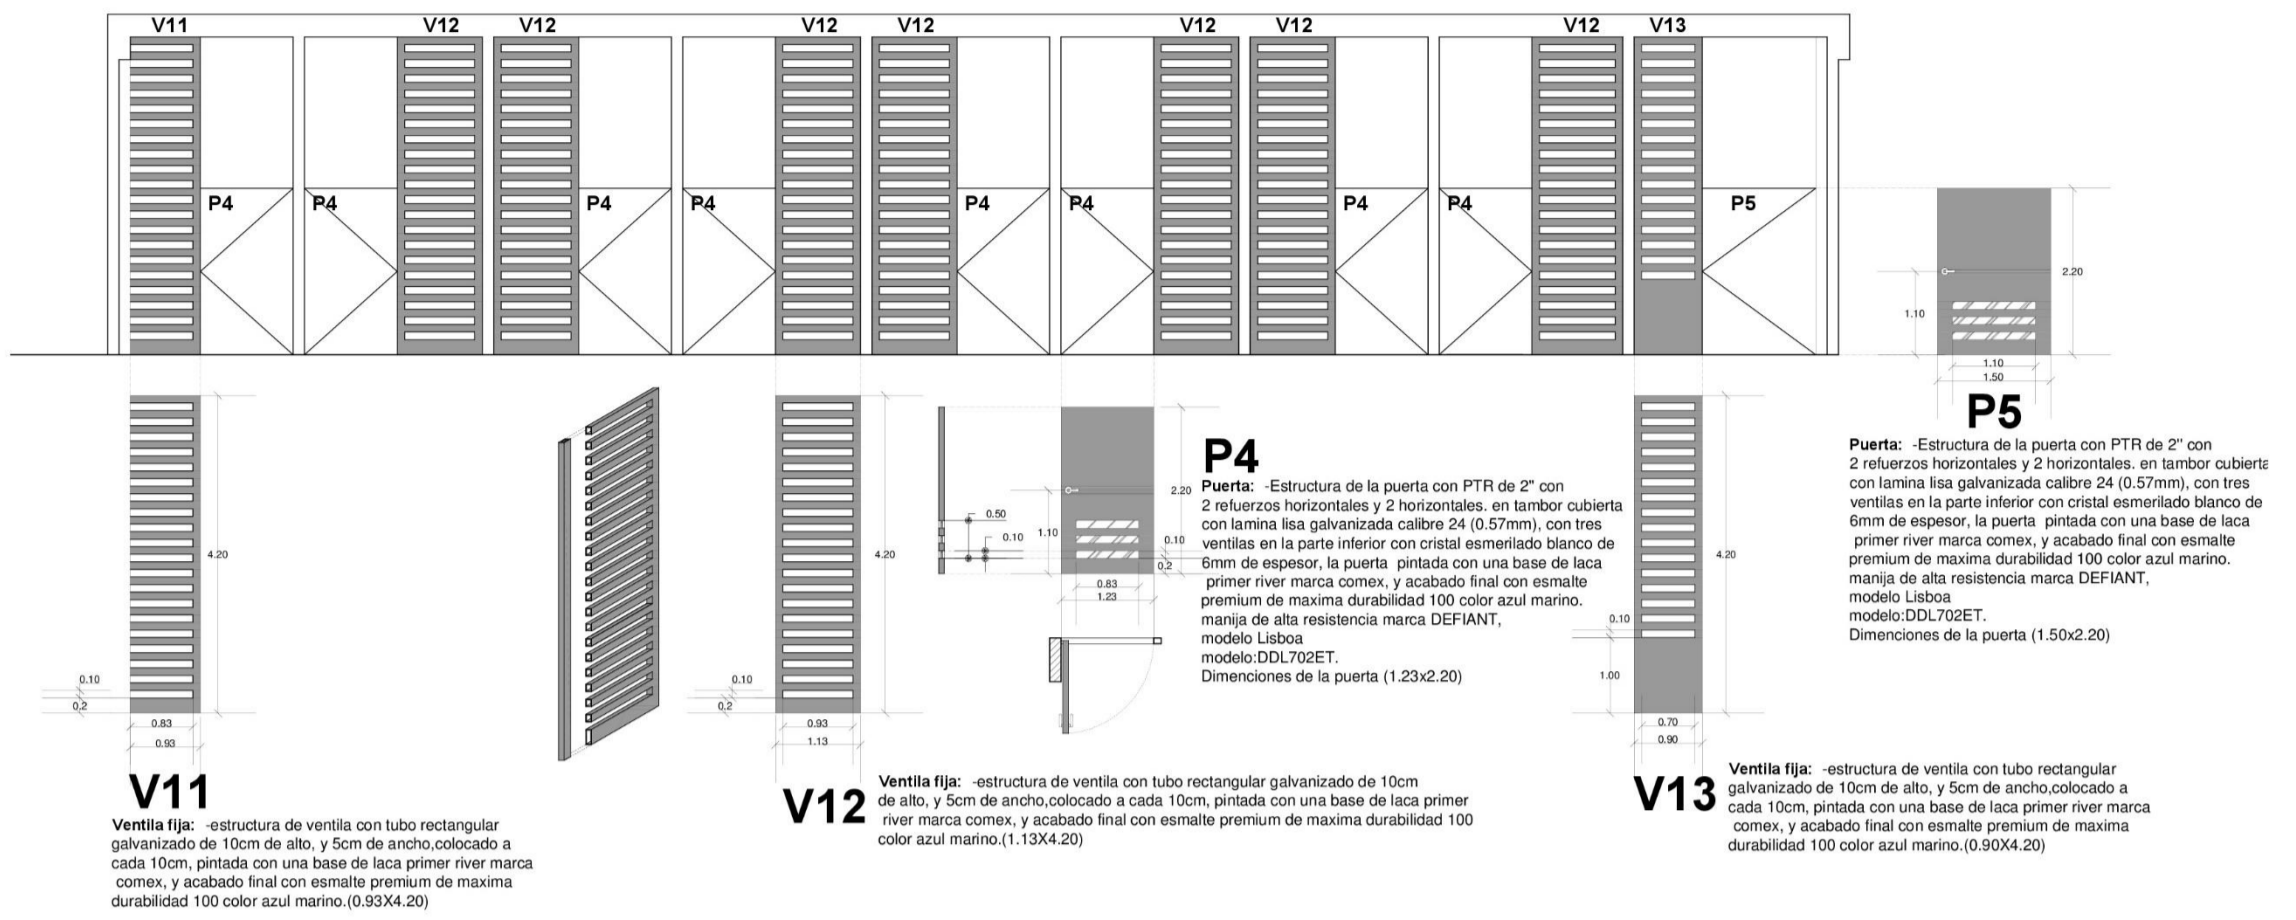 V11 V12 V12 V12 V12 V12 V12 V12 V13
P4 P4 P4 P4 P4 P4 P4 P4 P5
2.20
1.10
1.10
1.50
P5
Puerta: -Estructura de la puerta con PTR de 2" con
2 refuerzos horizontales y 2 horizontales. en tambor cubierta
con lamina lisa galvanizada calibre 24 (0.57mm), con tres
ventilas en la parte inferior con cristal esmerilado blanco de
6mm de espesor, la puerta pintada con una base de laca
primer river marca comex, y acabado final con esmalte
premium de maxima durabilidad 100 color azul marino.
manija de alta resistencia marca DEFIANT,
modelo Lisboa
modelo:DDL702ET.
Dimenciones de la puerta (1.50x2.20)
4.20
0.10
0.2
0.83
0.93
V11
Ventila fija: -estructura de ventila con tubo rectangular
galvanizado de 10cm de alto, y 5cm de ancho,colocado a
cada 10cm, pintada con una base de laca primer river marca
comex, y acabado final con esmalte premium de maxima
durabilidad 100 color azul marino.(0.93X4.20)
4.20
0.10
0.2
0.93
1.13
V12
Ventila fija: -estructura de ventila con tubo rectangular galvanizado de 10cm
de alto, y 5cm de ancho,colocado a cada 10cm, pintada con una base de laca primer
river marca comex, y acabado final con esmalte premium de maxima durabilidad 100
color azul marino.(1.13X4.20)
0.50
0.10
1.10
2.20
0.10
0.2
0.83
1.23
P4
Puerta: -Estructura de la puerta con PTR de 2" con
2 refuerzos horizontales y 2 horizontales. en tambor cubierta
con lamina lisa galvanizada calibre 24 (0.57mm), con tres
ventilas en la parte inferior con cristal esmerilado blanco de
6mm de espesor, la puerta pintada con una base de laca
primer river marca comex, y acabado final con esmalte
premium de maxima durabilidad 100 color azul marino.
manija de alta resistencia marca DEFIANT,
modelo Lisboa
modelo:DDL702ET.
Dimenciones de la puerta (1.23x2.20)
4.20
0.10
1.00
0.70
0.90
V13
Ventila fija: -estructura de ventila con tubo rectangular
galvanizado de 10cm de alto, y 5cm de ancho,colocado a
cada 10cm, pintada con una base de laca primer river marca
comex, y acabado final con esmalte premium de maxima
durabilidad 100 color azul marino.(0.90X4.20)